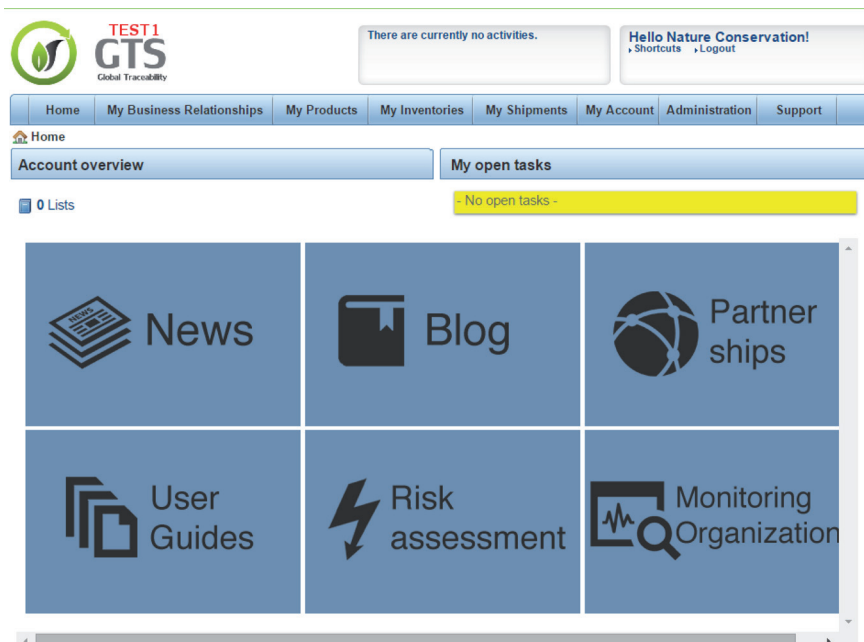 TEST1
GTS
Global Traceability
There are currently no activities.
Hello Nature Conservation!
Shortcuts Logout
Home My Business Relationships My Products My Inventories My Shipments My Account Administration Support
Home
Account overview
My open tasks
0 Lists
- No open tasks -
NEWS
News
Blog
Partner
ships
User
Guides
Risk
assessment
Monitoring
Organization